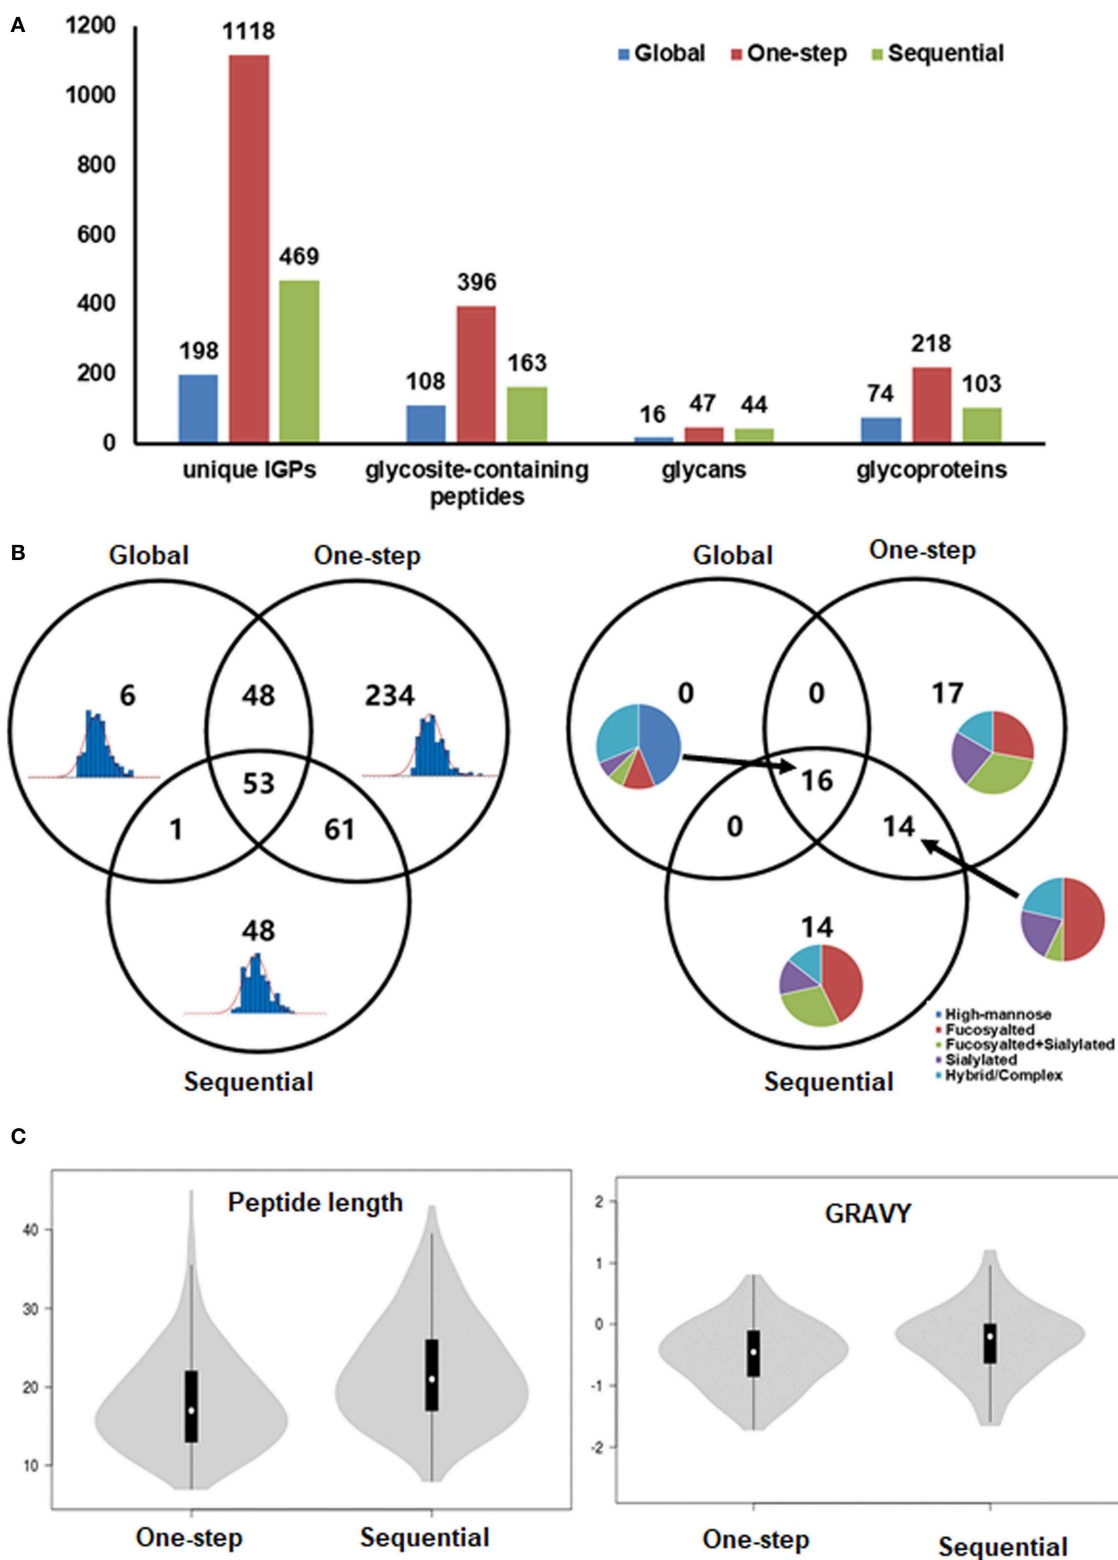 A
1200
1000
800
600
400
200
0
Global
One-step
Sequential
198
1118
469
108
396
163
16
47
44
74
218
103
unique IGPs
glycosite-containing
peptides
glycans
glycoproteins
B
Global
One-step
6
48
234
53
1
61
48
Sequential
Global
One-step
0
0
17
16
0
14
14
Sequential
High-mannose
Fucosyalted
Fucosyalted+Sialylated
Sialylated
Hybrid/Complex
C
Peptide length
40
30
20
10
One-step
Sequential
GRAVY
2
1
0
-1
-2
One-step
Sequential